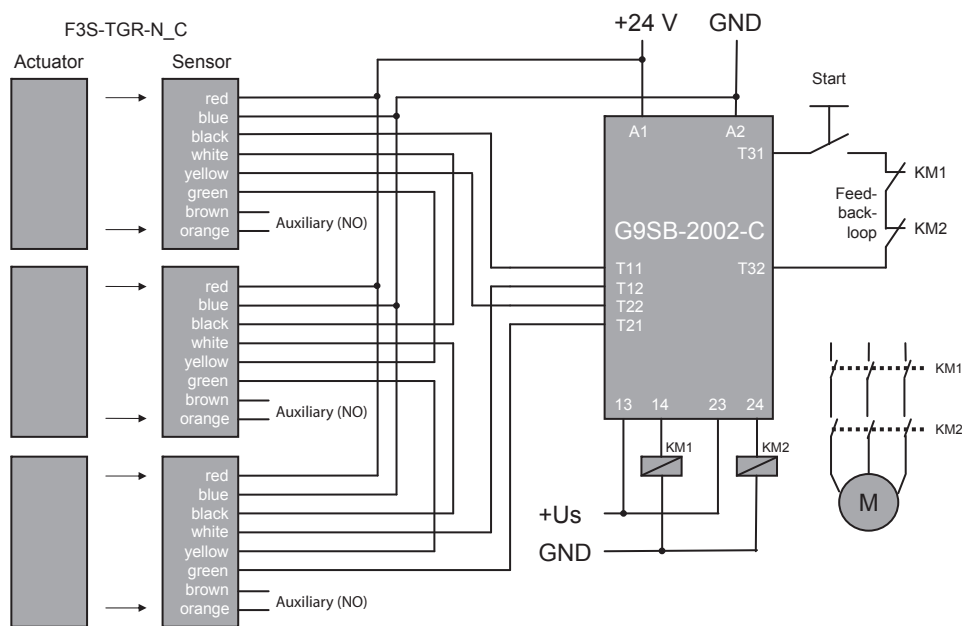 F3S-TGR-N_C
Actuator
Sensor
red
blue
black
white
yellow
green
brown
orange
Auxiliary (NO)
red
blue
black
white
yellow
green
brown
orange
Auxiliary (NO)
red
blue
black
white
yellow
green
brown
orange
Auxiliary (NO)
+24 V
GND
A1
A2
T31
G9SB-2002-C
T11
T12
T22
T21
T32
13
14
23
24
Start
KM1
Feed-
back-
loop
KM2
KM1
KM2
+Us
GND
KM1
KM2
M